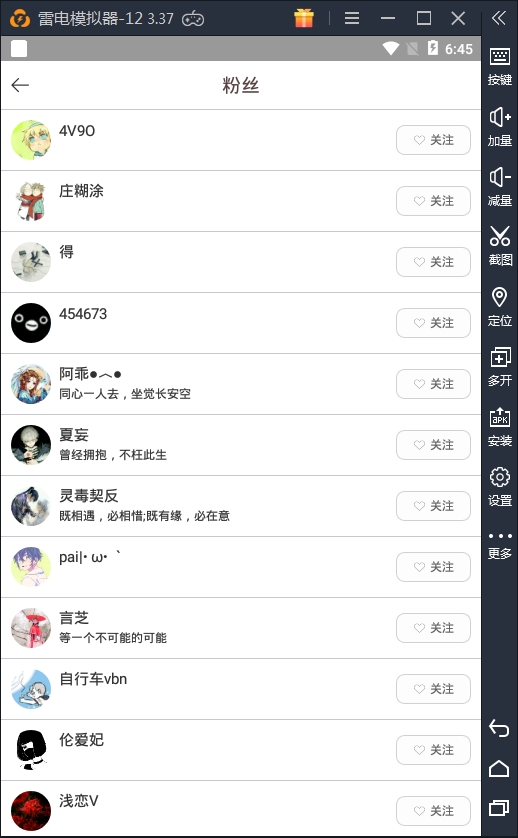 雷电模拟器-12 3.37
6:45
粉丝
4V9O
关注
庄糊涂
关注
得
关注
454673
关注
阿乖●︿●
同心一人去，坐觉长安空
关注
夏妄
曾经拥抱，不枉此生
关注
灵毒契反
既相遇，必相惜;既有缘，必在意
关注
pai|･ω･｀
关注
言芝
等一个不可能的可能
关注
自行车vbn
关注
伦爱妃
关注
浅恋V
关注
按键
加量
减量
截图
定位
多开
APK
安装
设置
更多